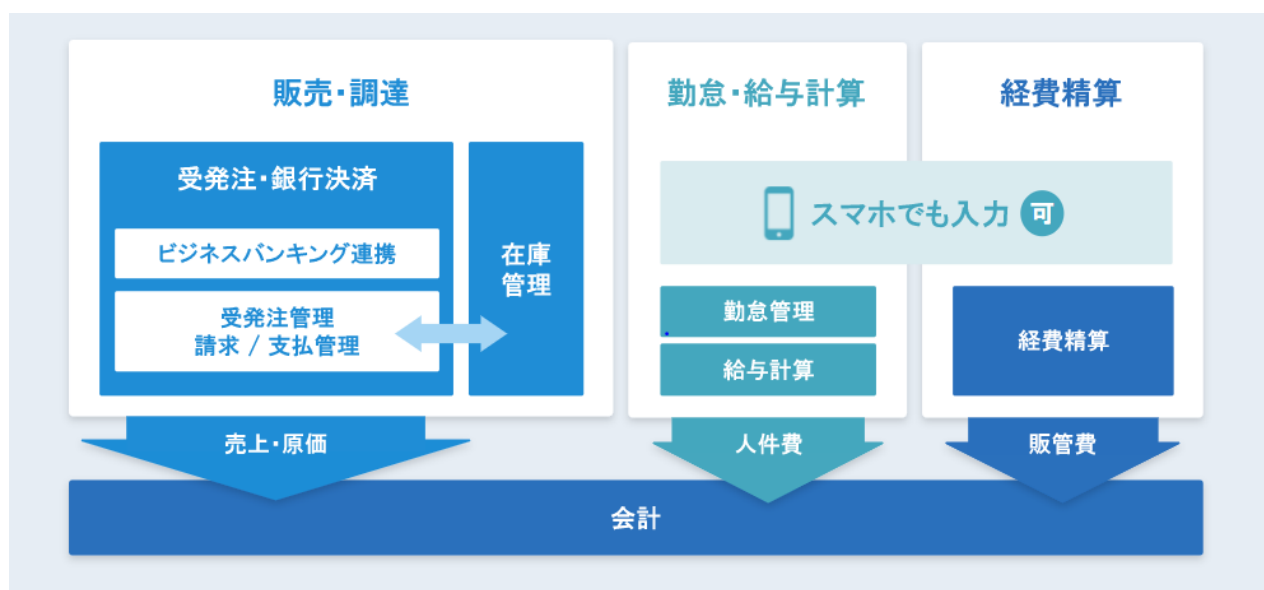 販売・調達
受発注・銀行決済
ビジネスバンキング連携
受発注管理
請求 / 支払管理
在庫
管理
売上・原価
勤怠・給与計算
経費精算
スマホでも入力 可
勤怠管理
給与計算
人件費
経費精算
販管費
会計